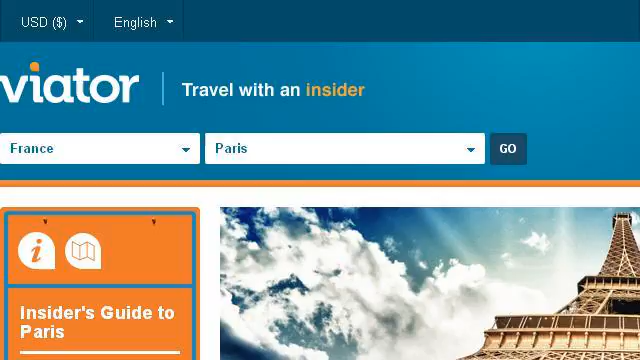 USD ($) English
viator Travel with an insider
France Paris GO
i
Insider's Guide to
Paris